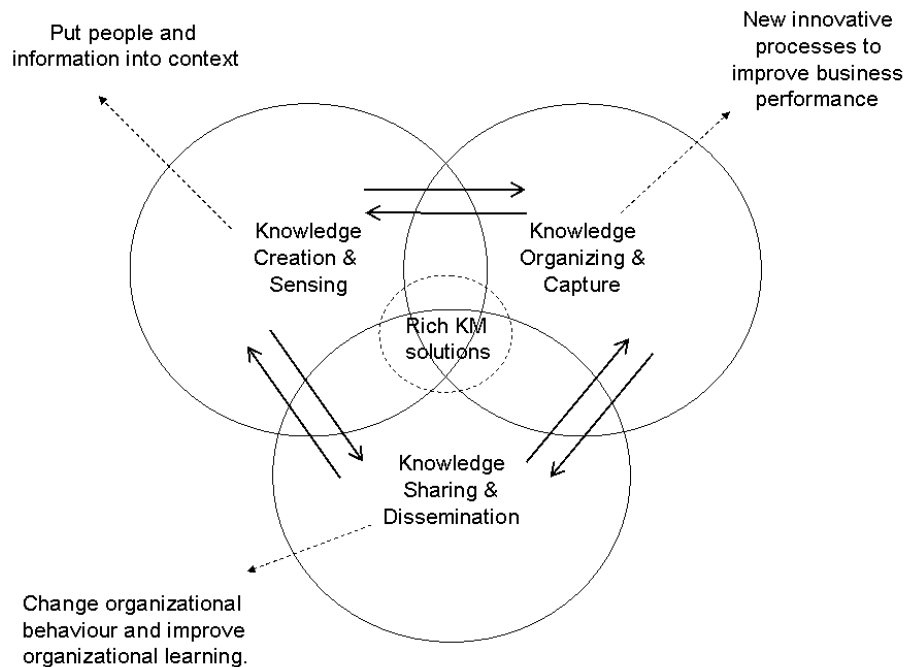 Put people and
information into context
New innovative
processes to
improve business
performance
Knowledge
Creation &
Sensing
Knowledge
Organizing &
Capture
Rich KM
solutions
Knowledge
Sharing &
Dissemination
Change organizational
behaviour and improve
organizational learning.